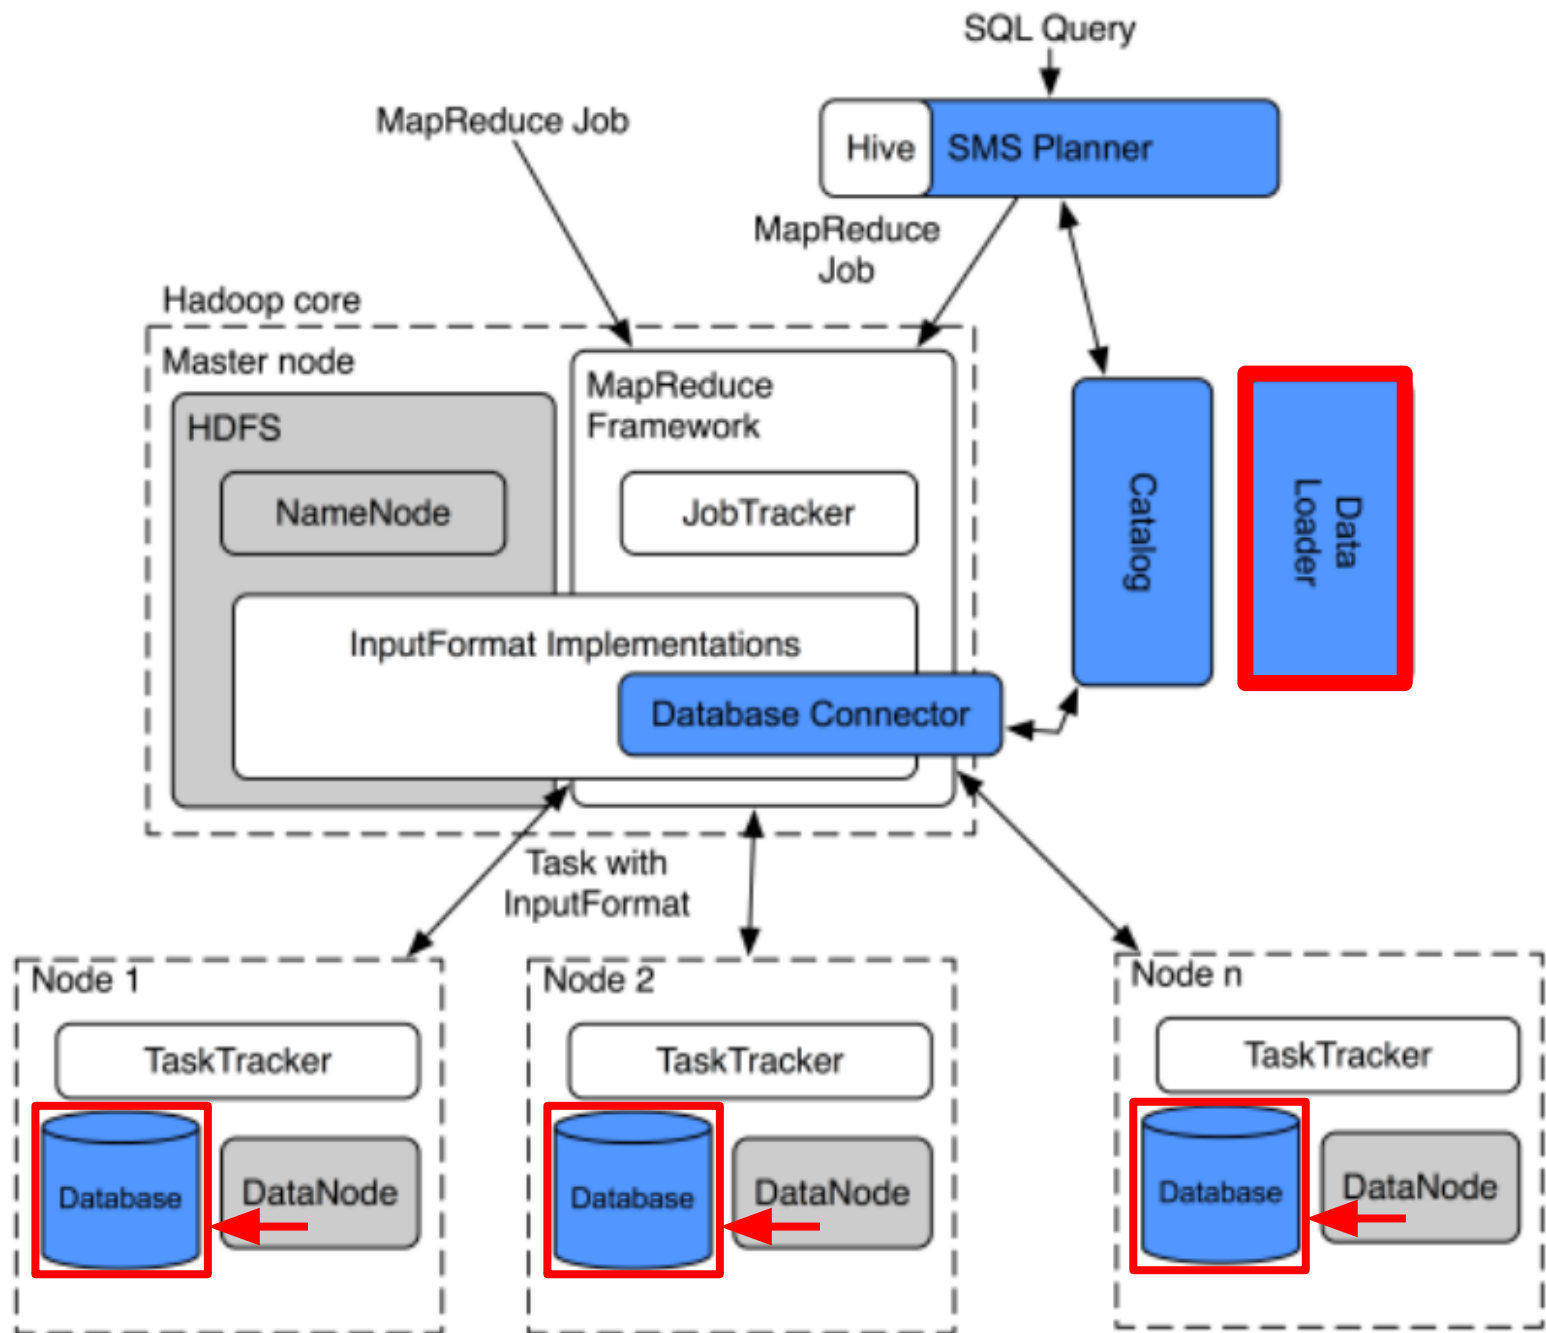 SQL Query
MapReduce Job
Hive
SMS Planner
MapReduce
Job
Hadoop core
Master node
HDFS
MapReduce
Framework
NameNode
JobTracker
InputFormat Implementations
Database Connector
Catalog
Data
Loader
Task with
InputFormat
Node 1
TaskTracker
Database
DataNode
Node 2
TaskTracker
Database
DataNode
Node n
TaskTracker
Database
DataNode